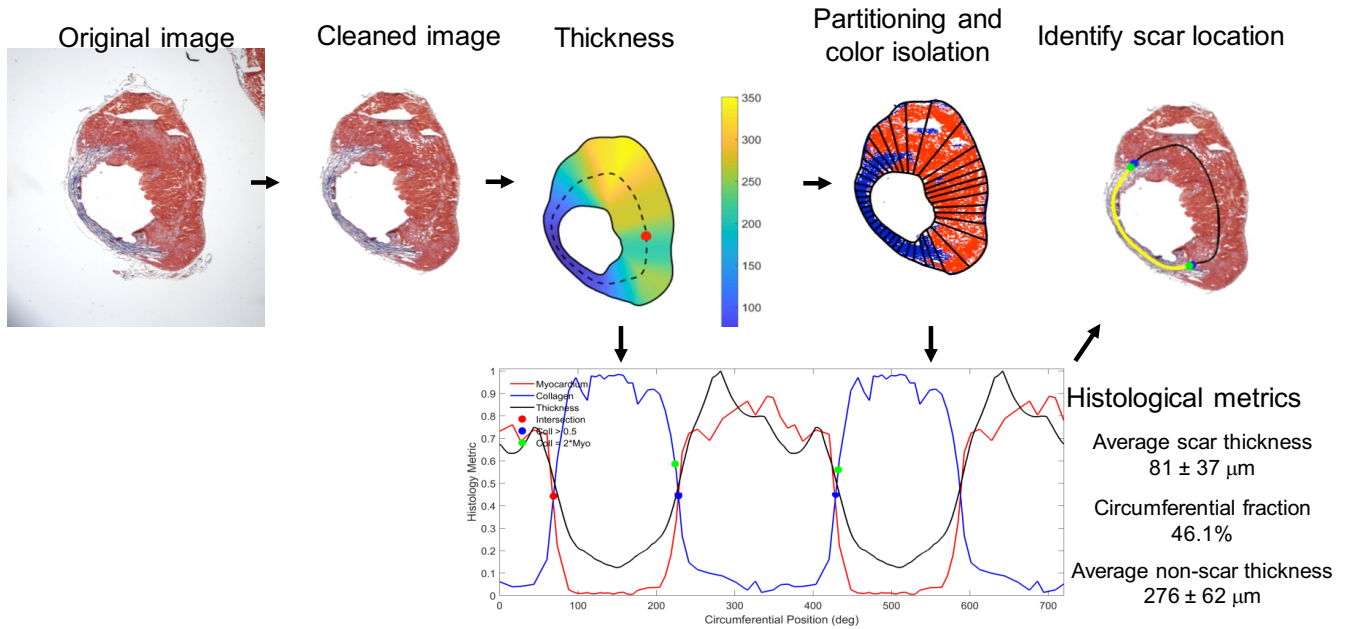 Original image
Cleaned image
Thickness
Partitioning and
color isolation
Identify scar location
350
300
250
200
150
100
1
0.9
0.8
0.7
0.6
0.5
0.4
0.3
0.2
0.1
0
Histology Metric
Myocardium
Collagen
Thickness
Intersection
Coll > 0.5
Coll = 2*Myo
0
100
200
300
400
500
600
700
Circumferential Position (deg)
Histological metrics
Average scar thickness
81 ± 37 μm
Circumferential fraction
46.1%
Average non-scar thickness
276 ± 62 μm